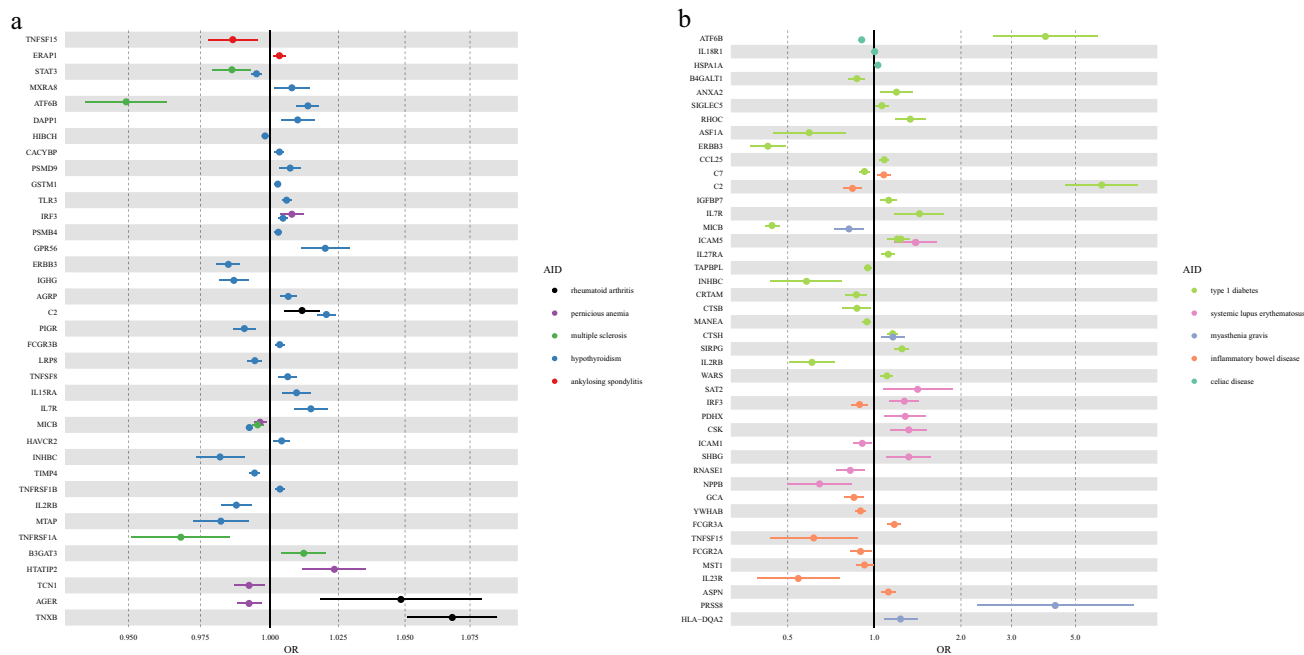 a
TNFSF15
ERAP1
STAT3
MXRA8
ATF6B
DAPP1
HIBCH
CACYBP
PSMD9
GSTM1
TLR3
IRF3
PSMB4
GPR56
ERBB3
IGHG
AGRP
C2
PIGR
FCGR3B
LRP8
TNFSF8
IL15RA
IL7R
MICB
HAVCR2
INHBC
TIMP4
TNFRSF1B
IL2RB
MTAP
TNFRSF1A
B3GAT3
HTATIP2
TCN1
AGER
TNXB
0.950 0.975 1.000 1.025 1.050 1.075
OR
AID
rheumatoid arthritis
pernicious anemia
multiple sclerosis
hypothyroidism
ankylosing spondylitis
b
ATF6B
IL18R1
HSPA1A
B4GALT1
ANXA2
SIGLEC5
RHOC
ASF1A
ERBB3
CCL25
C7
C2
IGFBP7
IL7R
MICB
ICAM5
IL27RA
TAPBPL
INHBC
CRTAM
CTSB
MANEA
CTSH
SIRPG
IL2RB
WARS
SAT2
IRF3
PDHX
CSK
ICAM1
SHBG
RNASE1
NPPB
GCA
YWHAB
FCGR3A
TNFSF15
FCGR2A
MST1
IL23R
ASPN
PRSS8
HLA−DQA2
0.5 1.0 2.0 3.0 5.0
OR
AID
type 1 diabetes
systemic lupus erythematosus
myasthenia gravis
inflammatory bowel disease
celiac disease